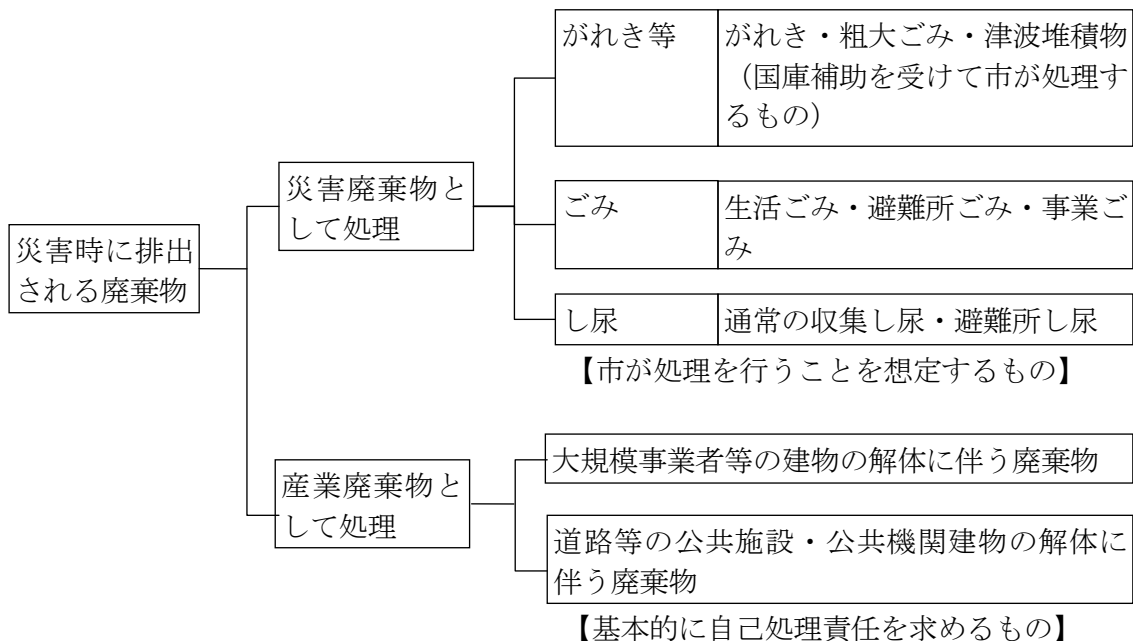 災害時に排出
される廃棄物
災害廃棄物と
して処理
がれき等
がれき・粗大ごみ・津波堆積物
（国庫補助を受けて市が処理す
るもの）
ごみ
生活ごみ・避難所ごみ・事業ご
み
し尿
通常の収集し尿・避難所し尿
【市が処理を行うことを想定するもの】
産業廃棄物と
して処理
大規模事業者等の建物の解体に伴う廃棄物
道路等の公共施設・公共機関建物の解体に
伴う廃棄物
【基本的に自己処理責任を求めるもの】